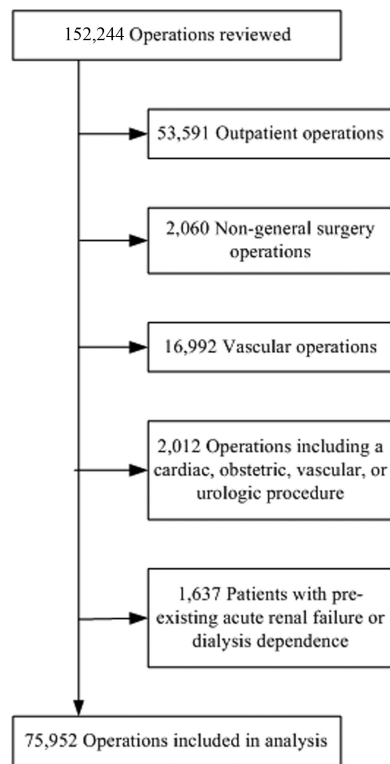 152,244 Operations reviewed
53,591 Outpatient operations
2,060 Non-general surgery
operations
16,992 Vascular operations
2,012 Operations including a
cardiac, obstetric, vascular, or
urologic procedure
1,637 Patients with pre-
existing acute renal failure or
dialysis dependence
75,952 Operations included in analysis